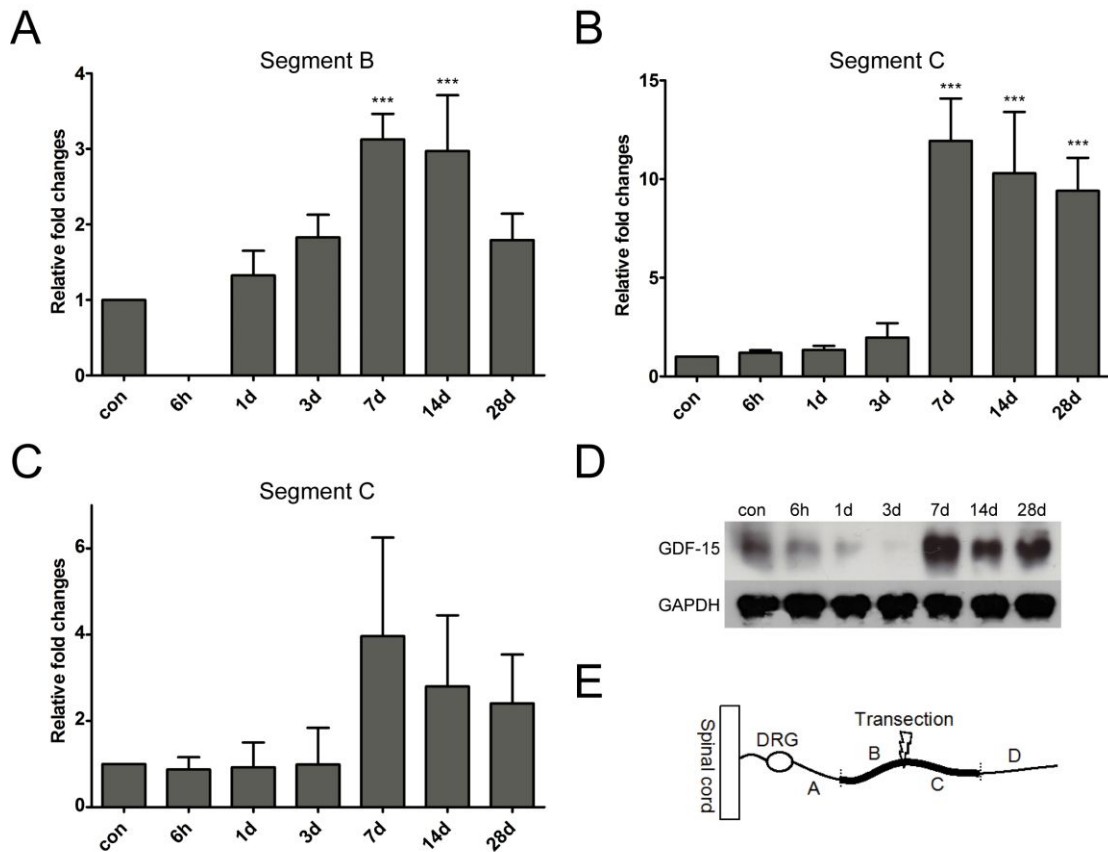 A
Segment B
Relative fold changes
4
3
2
1
0
***
***
con
6h
1d
3d
7d
14d
28d
B
Segment C
Relative fold changes
15
10
5
0
***
***
***
con
6h
1d
3d
7d
14d
28d
C
Segment C
Relative fold changes
6
4
2
0
con
6h
1d
3d
7d
14d
28d
D
con 6h 1d 3d 7d 14d 28d
GDF-15
GAPDH
E
Spinal cord
DRG
Transection
A
B
C
D